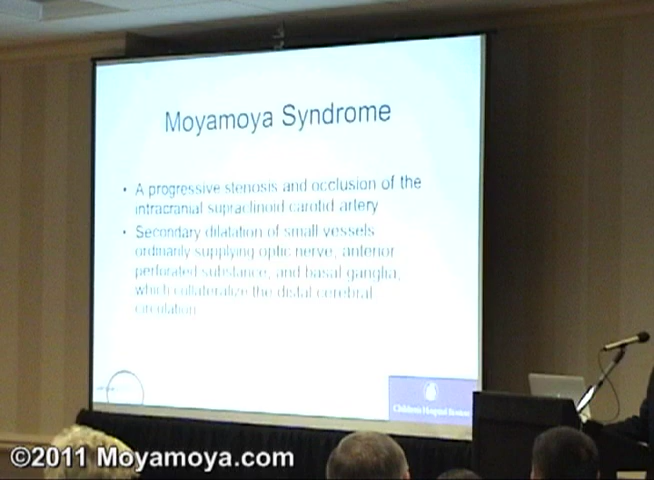 Moyamoya Syndrome
• A progressive stenosis and occlusion of the
intracranial supraclinoid carotid artery
• Secondary dilatation of small vessels
ordinarily supplying optic nerve, anterior
perforated substance, and basal ganglia,
which collateralize the distal cerebral
circulation
Children's Hospital Boston
©2011 Moyamoya.com